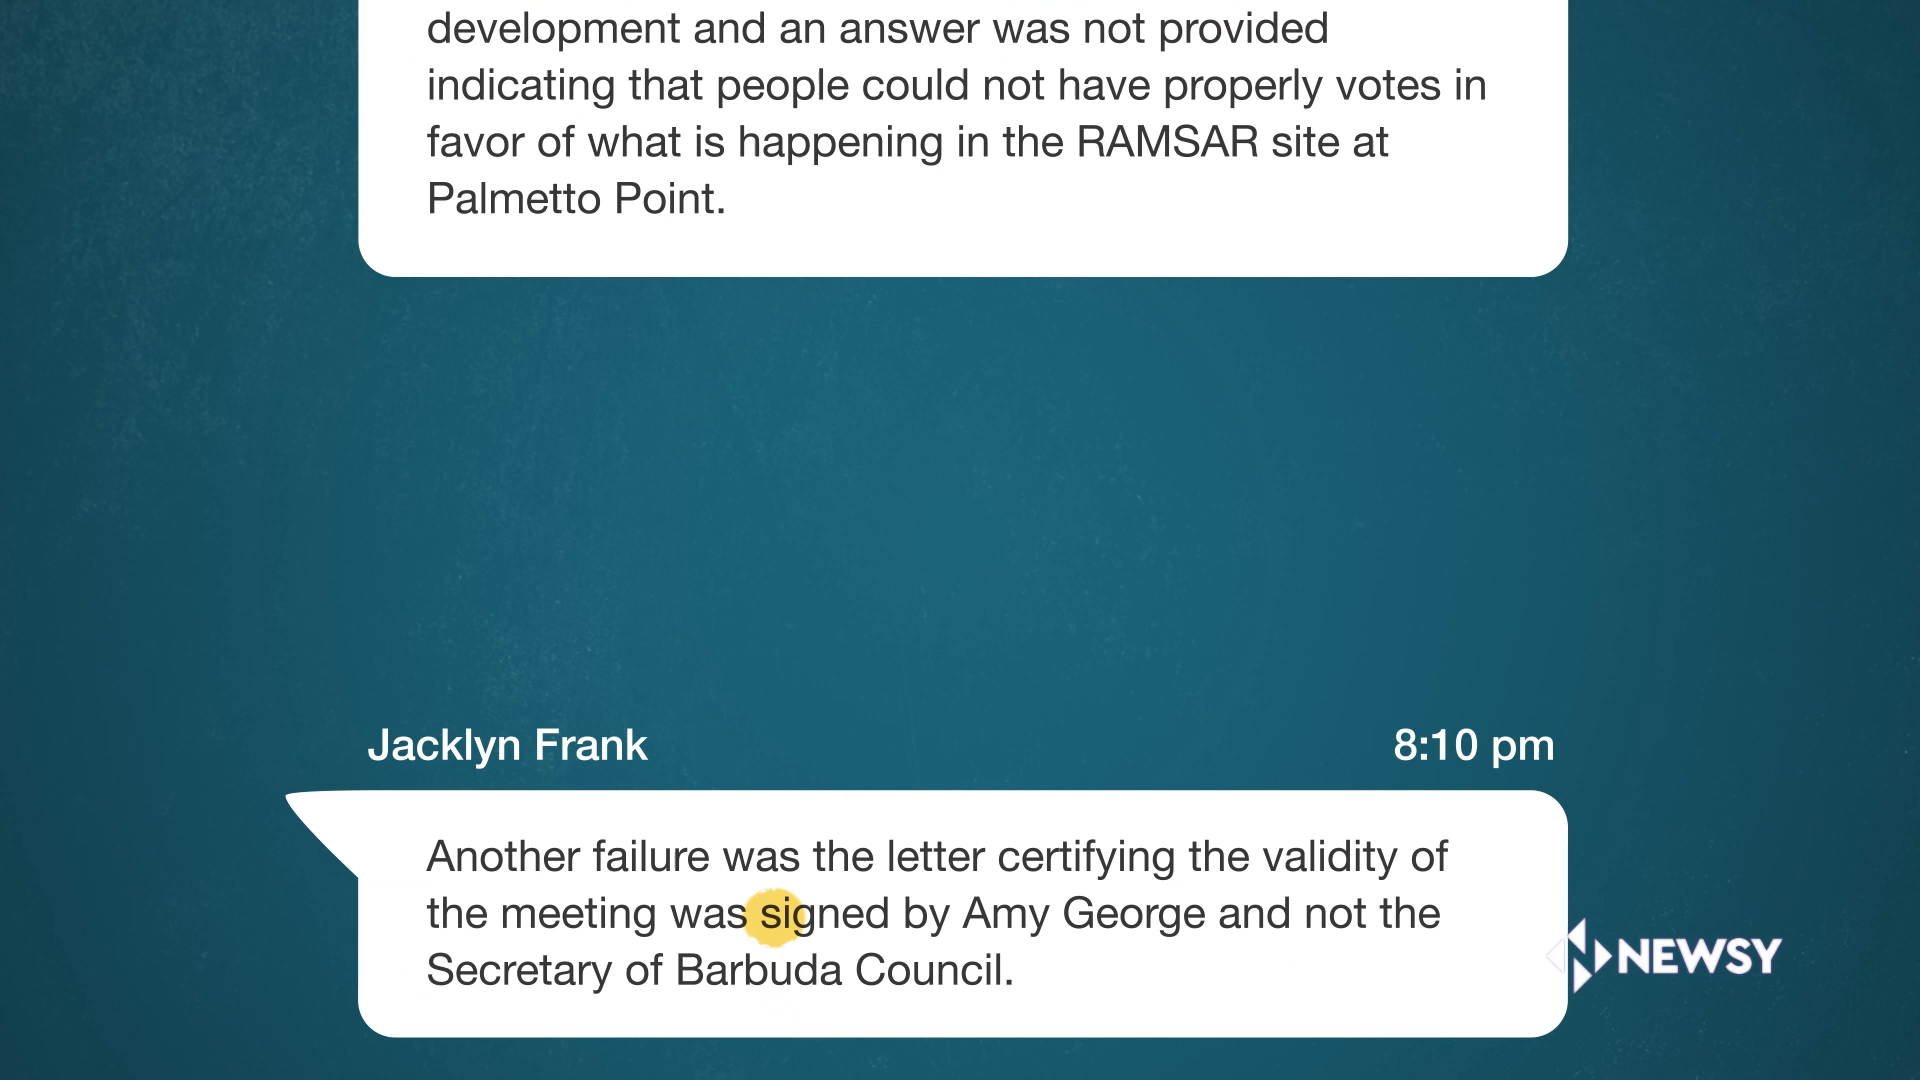 development and an answer was not provided
indicating that people could not have properly votes in
favor of what is happening in the RAMSAR site at
Palmetto Point.
Jacklyn Frank
8:10 pm
Another failure was the letter certifying the validity of
the meeting was signed by Amy George and not the
Secretary of Barbuda Council.
NEWSY